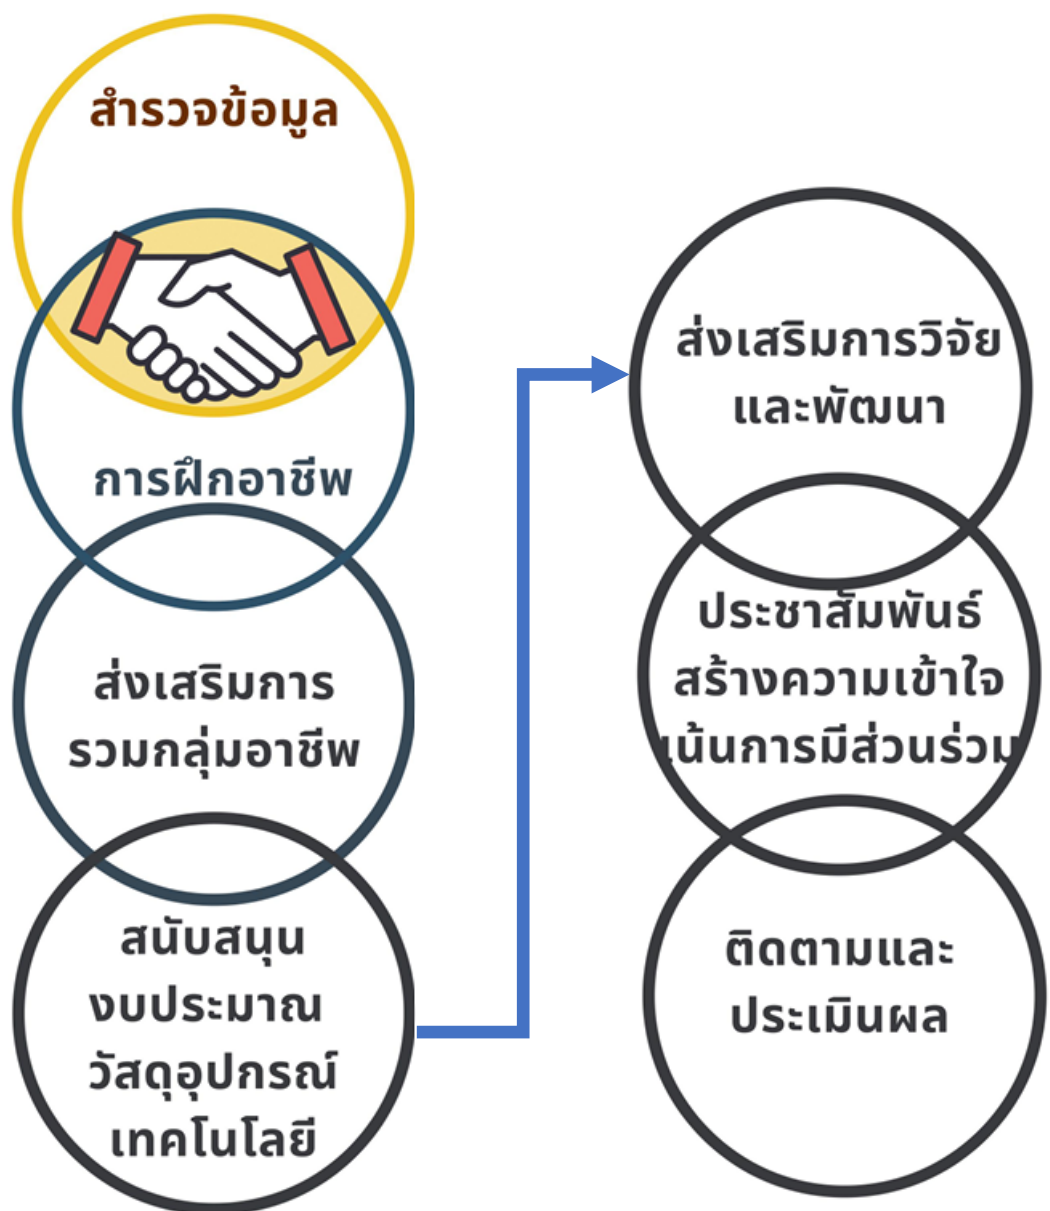 สำรวจข้อมูล
การฝึกอาชีพ
ส่งเสริมการ
รวมกลุ่มอาชีพ
สนับสนุน
งบประมาณ
วัสดุอุปกรณ์
เทคโนโลยี
ส่งเสริมการวิจัย
และพัฒนา
ประชาสัมพันธ์
สร้างความเข้าใจ
เน้นการมีส่วนร่วม
ติดตามและ
ประเมินผล